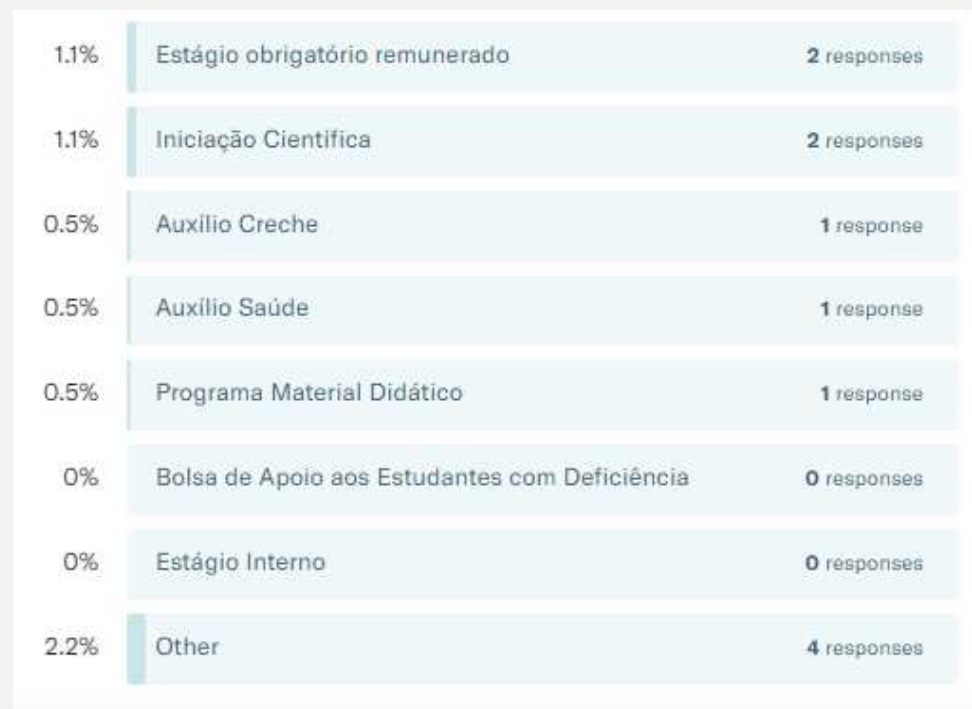 1.1% Estágio obrigatório remunerado 2 responses
1.1% Iniciação Científica 2 responses
0.5% Auxílio Creche 1 response
0.5% Auxílio Saúde 1 response
0.5% Programa Material Didático 1 response
0% Bolsa de Apoio aos Estudantes com Deficiência 0 responses
0% Estágio Interno 0 responses
2.2% Other 4 responses